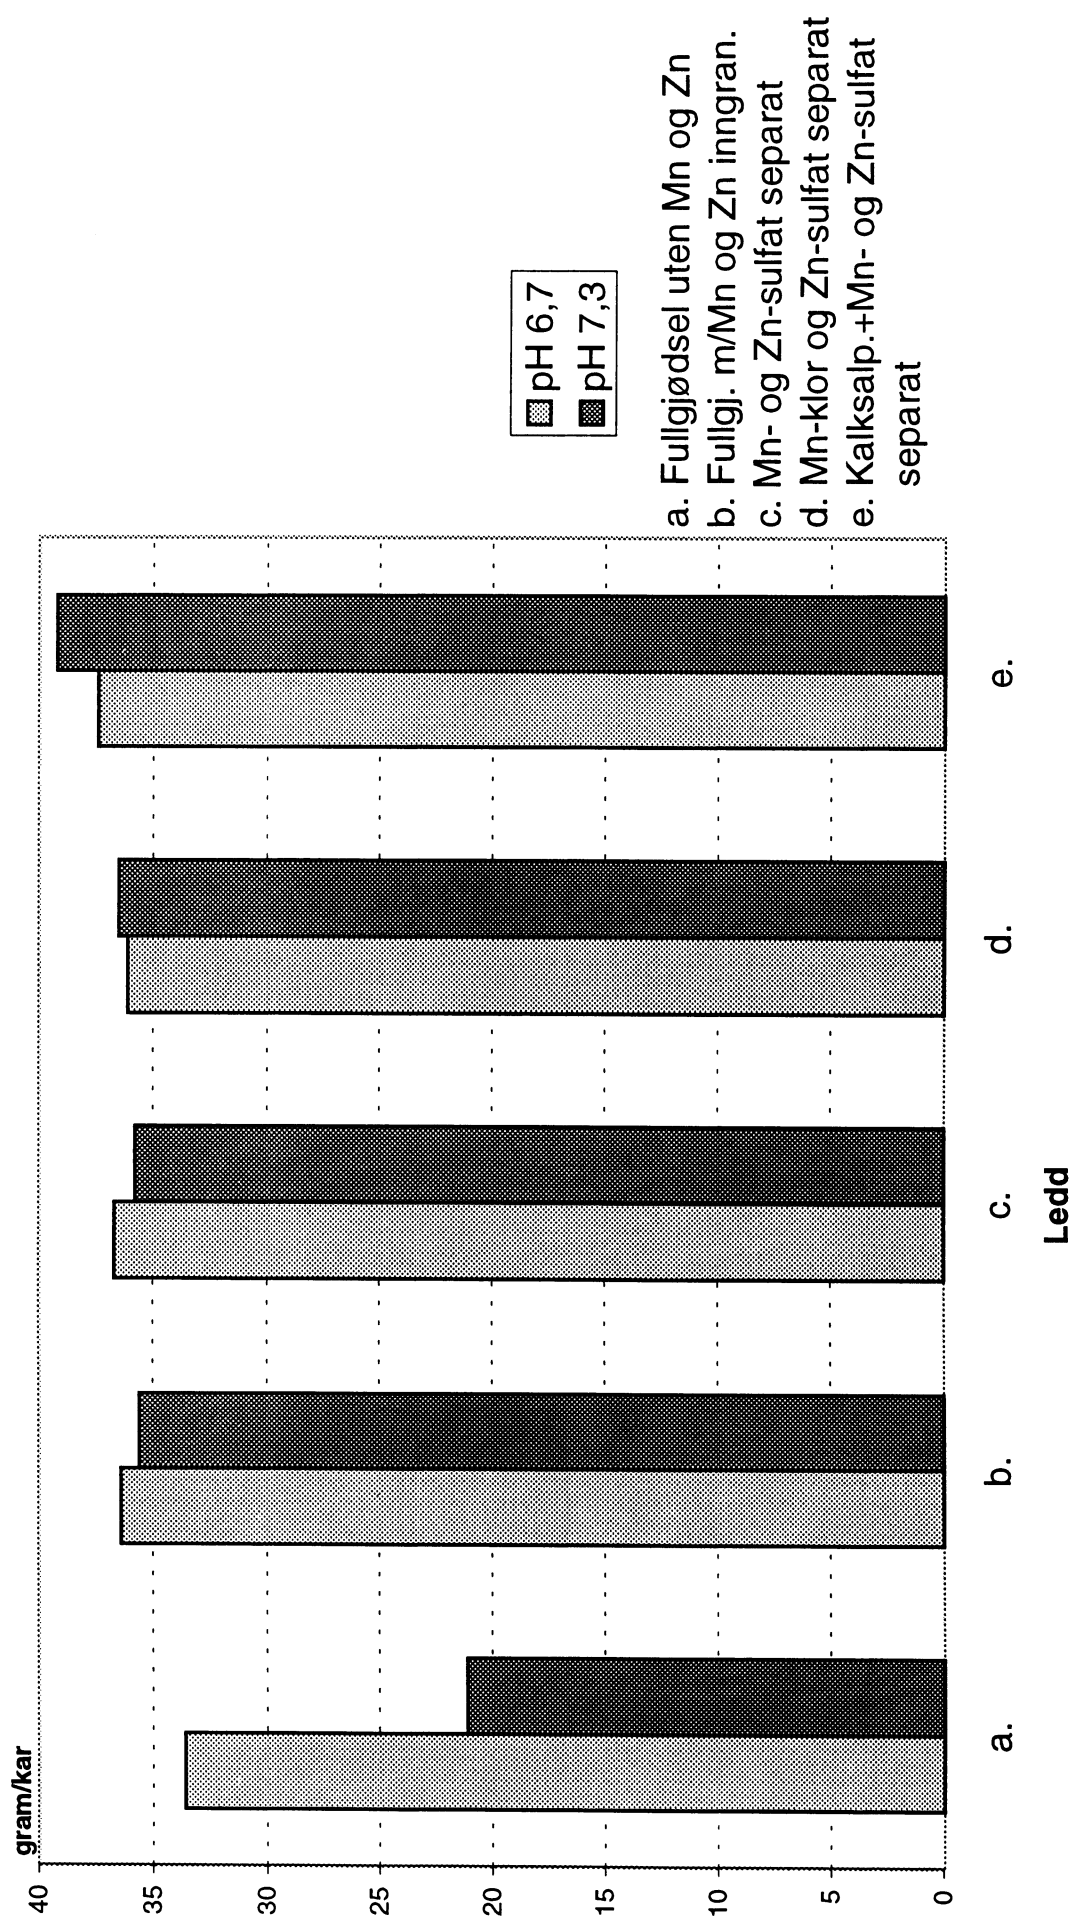 gram/kar
40
35
30
25
20
15
10
5
0
a.
b.
c.
d.
e.
Ledd
pH 6,7
pH 7,3
a. Fullgjødsel uten Mn og Zn
b. Fullgj. m/Mn og Zn inngran.
c. Mn- og Zn-sulfat separat
d. Mn-klor og Zn-sulfat separat
e. Kalksalp.+Mn- og Zn-sulfat
separat